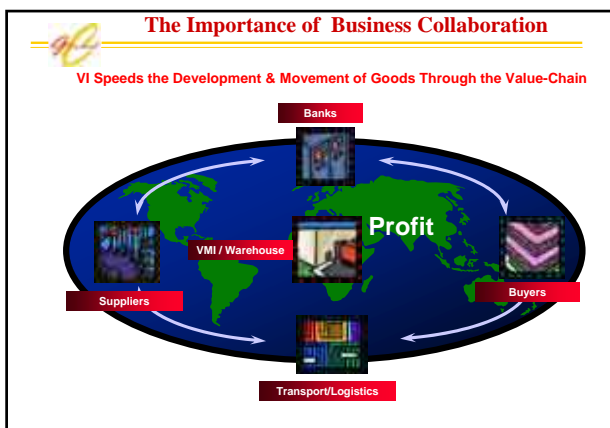 The Importance of Business Collaboration
VI Speeds the Development & Movement of Goods Through the Value-Chain
Banks
Profit
VMI / Warehouse
Suppliers
Buyers
Transport/Logistics